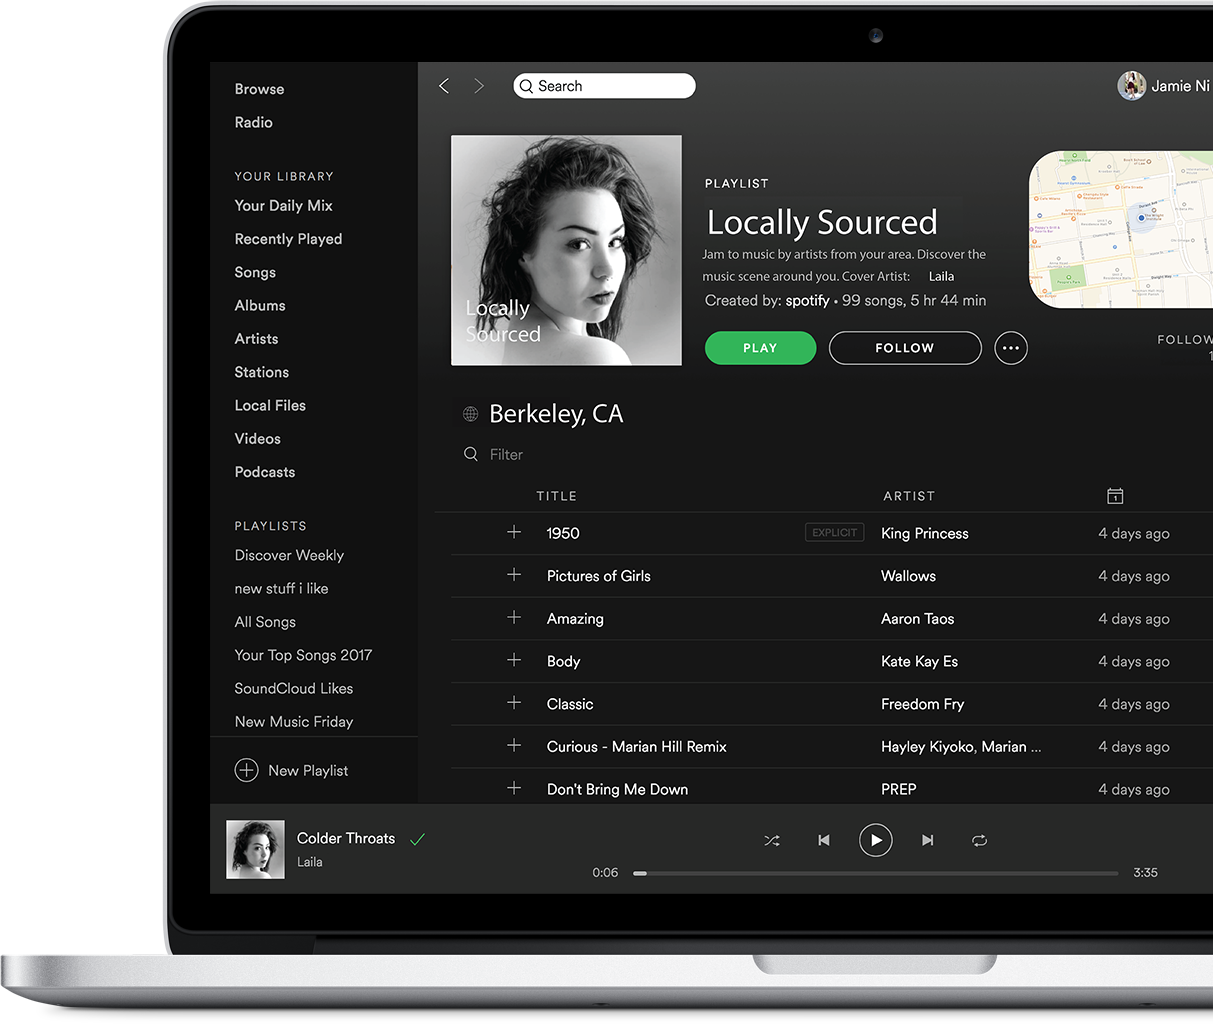 Browse
Radio
YOUR LIBRARY
Your Daily Mix
Recently Played
Songs
Albums
Artists
Stations
Local Files
Videos
Podcasts
PLAYLISTS
Discover Weekly
new stuff i like
All Songs
Your Top Songs 2017
SoundCloud Likes
New Music Friday
New Playlist
Search
Jamie Ni
Locally
Sourced
PLAYLIST
Locally Sourced
Jam to music by artists from your area. Discover the
music scene around you. Cover Artist: Laila
Created by: spotify • 99 songs, 5 hr 44 min
PLAY
FOLLOW
FOLLOW
Berkeley, CA
Filter
TITLE ARTIST
1950 EXPLICIT King Princess 4 days ago
Pictures of Girls Wallows 4 days ago
Amazing Aaron Taos 4 days ago
Body Kate Kay Es 4 days ago
Classic Freedom Fry 4 days ago
Curious - Marian Hill Remix Hayley Kiyoko, Marian ... 4 days ago
Don't Bring Me Down PREP 4 days ago
Colder Throats
Laila
0:06 3:35